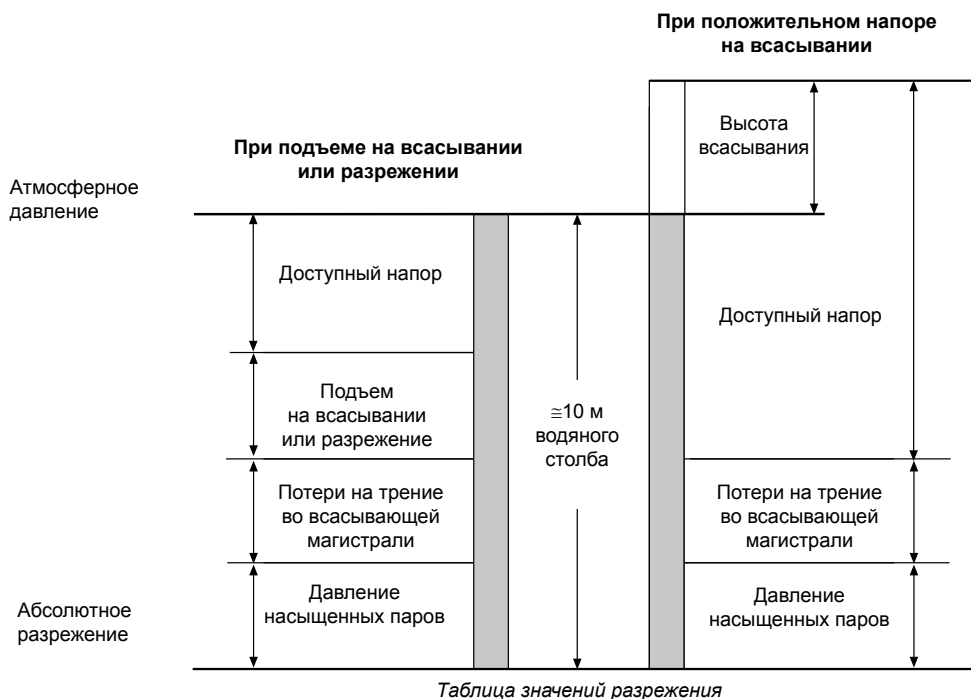 При положительном напоре
на всасывании
Высота
всасывания
При подъеме на всасывании
или разрежении
Атмосферное
давление
Доступный напор
Доступный напор
Подъем
на всасывании
или разрежение
≅10 м
водяного
столба
Потери на трение
во всасывающей
магистрали
Потери на трение
во всасывающей
магистрали
Давление
насыщенных паров
Давление
насыщенных паров
Абсолютное
разрежение
Таблица значений разрежения